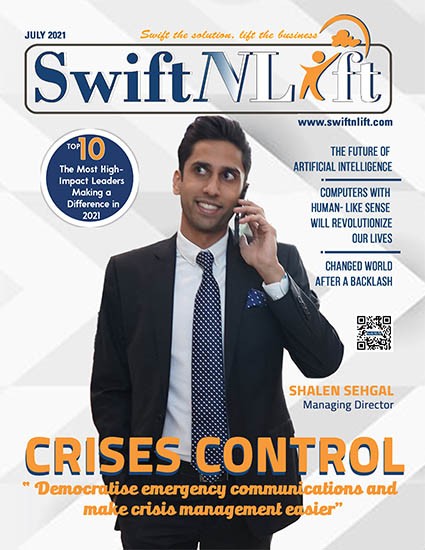 JULY 2021
Swift the solution, lift the business
SwiftNLift
www.swiftnlift.com
TOP 10
The Most High-
Impact Leaders
Making a
Difference in
2021
THE FUTURE OF
ARTIFICIAL INTELLIGENCE
COMPUTERS WITH
HUMAN- LIKE SENSE
WILL REVOLUTIONIZE
OUR LIVES
CHANGED WORLD
AFTER A BACKLASH
SHALEN SEHGAL
Managing Director
CRISES CONTROL
“ Democratise emergency communications and
make crisis management easier”